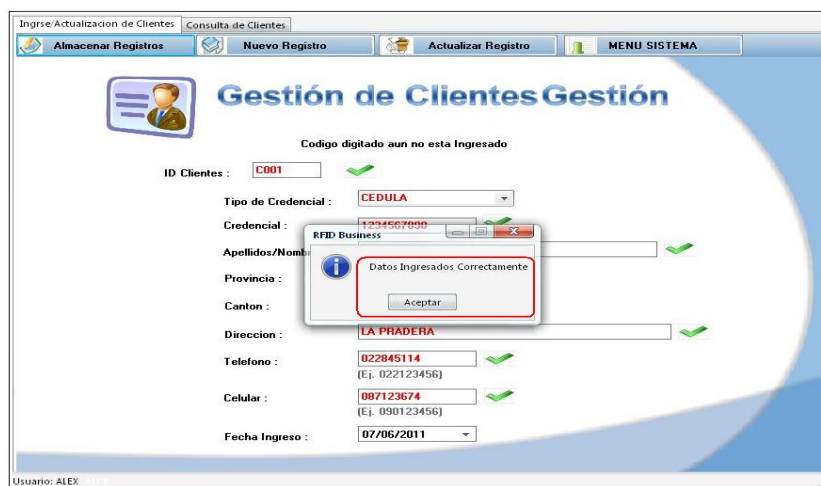 Ingrse/Actualizacion de Clientes Consulta de Clientes
Almacenar Registros Nuevo Registro Actualizar Registro MENU SISTEMA
Gestión de Clientes Gestión
Codigo digitado aun no esta Ingresado
ID Clientes : C001
Tipo de Credencial : CEDULA
Credencial :
RFID Business
Apellidos/Nomb
Datos Ingresados Correctamente
Provincia :
Aceptar
Canton :
Direccion : LA PRADERA
Telefono : 022845114
(Ej. 022123456)
Celular : 087123674
(Ej. 090123456)
Fecha Ingreso : 07/06/2011
Usuario: ALEX